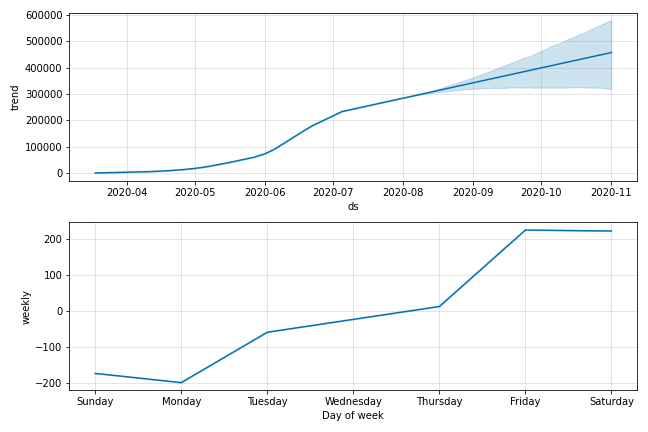 600000
500000
400000
300000
200000
100000
0
trend
2020-04 2020-05 2020-06 2020-07 2020-08 2020-09 2020-10 2020-11
ds
200
100
0
−100
−200
weekly
Sunday Monday Tuesday Wednesday Thursday Friday Saturday
Day of week